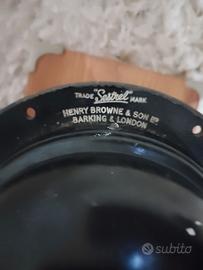 TRADE "Sestrel" MARK
HENRY BROWNE & SON LTD
BARKING & LONDON
subito